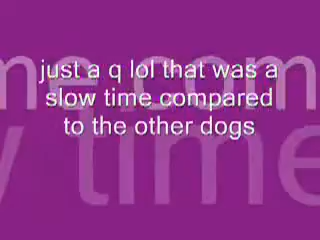 just a q lol that was a
slow time compared
to the other dogs